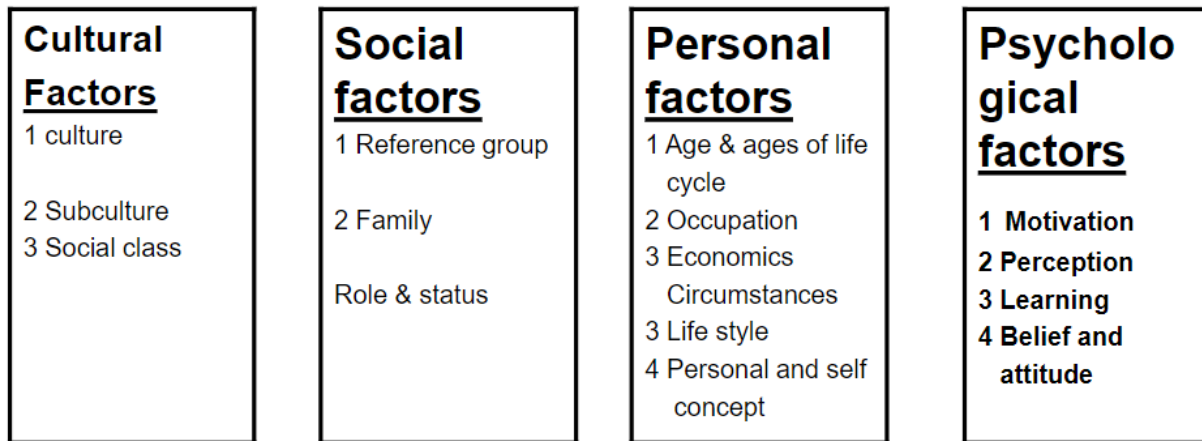 Cultural
Factors
1 culture
2 Subculture
3 Social class
Social
factors
1 Reference group
2 Family
Role & status
Personal
factors
1 Age & ages of life
cycle
2 Occupation
3 Economics
Circumstances
3 Life style
4 Personal and self
concept
Psycholo
gical
factors
1 Motivation
2 Perception
3 Learning
4 Belief and
attitude